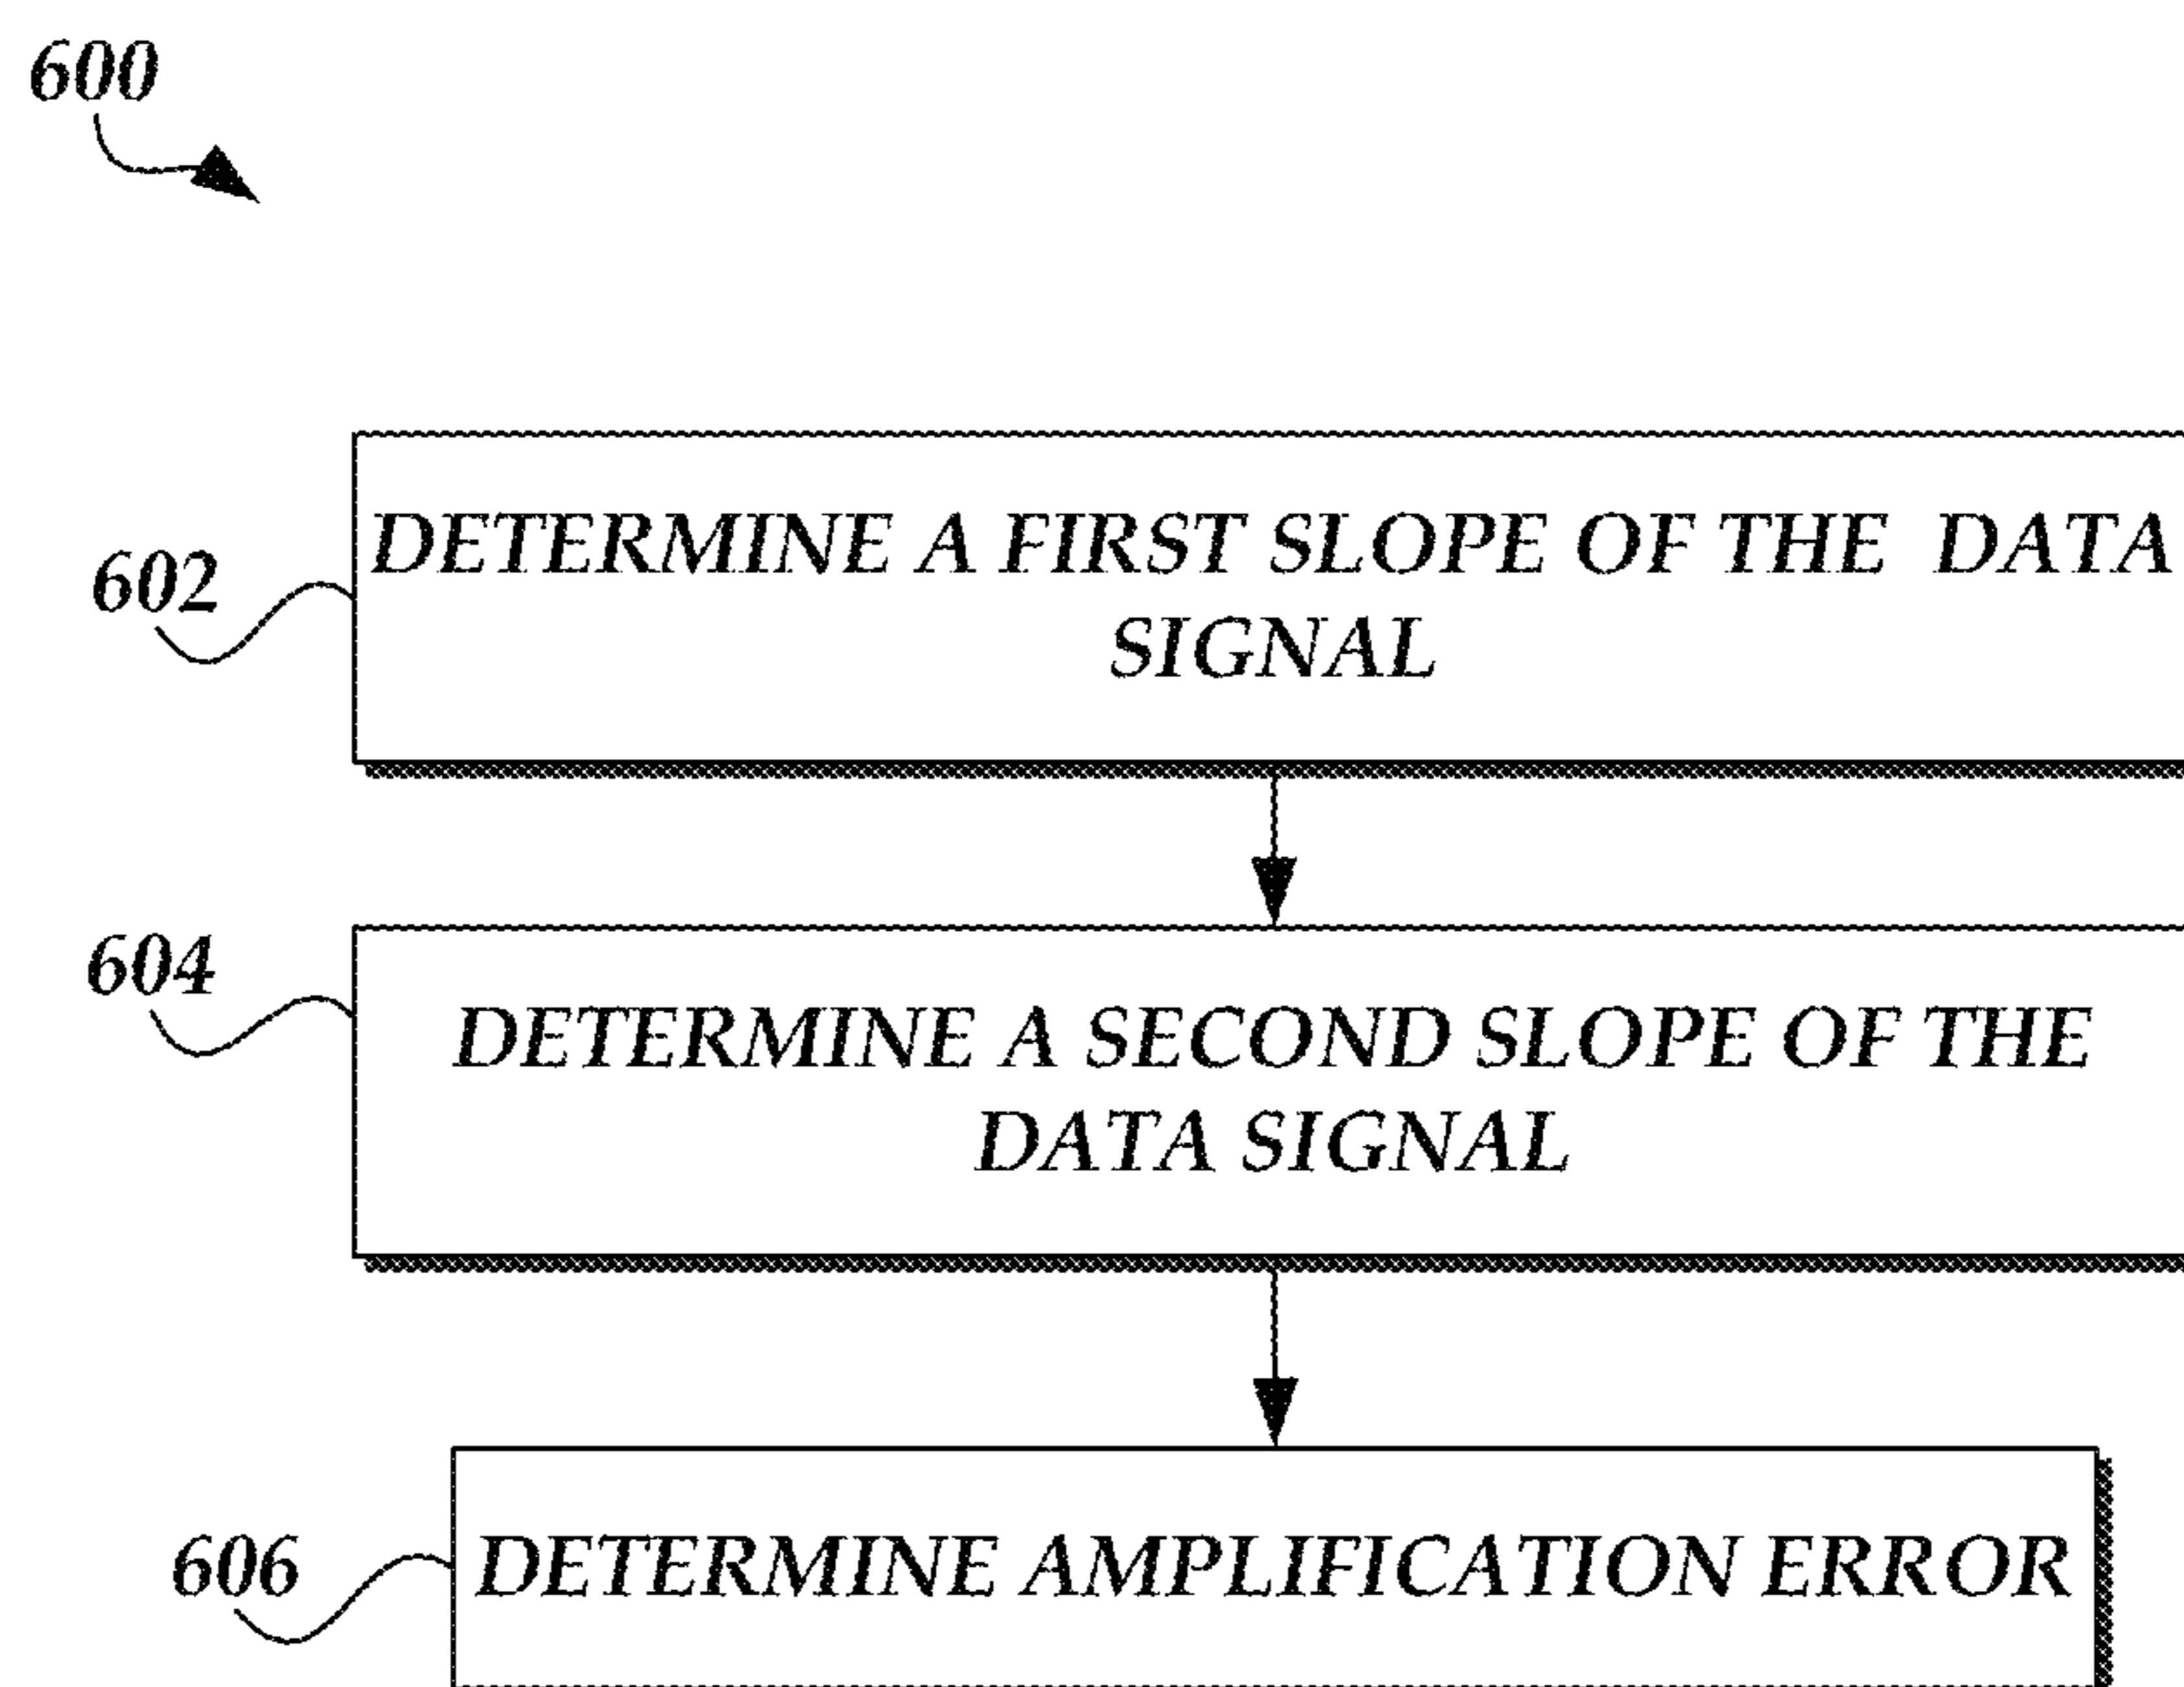 600
602
DETERMINE A FIRST SLOPE OF THE DATA
SIGNAL
604
DETERMINE A SECOND SLOPE OF THE
DATA SIGNAL
606
DETERMINE AMPLIFICATION ERROR